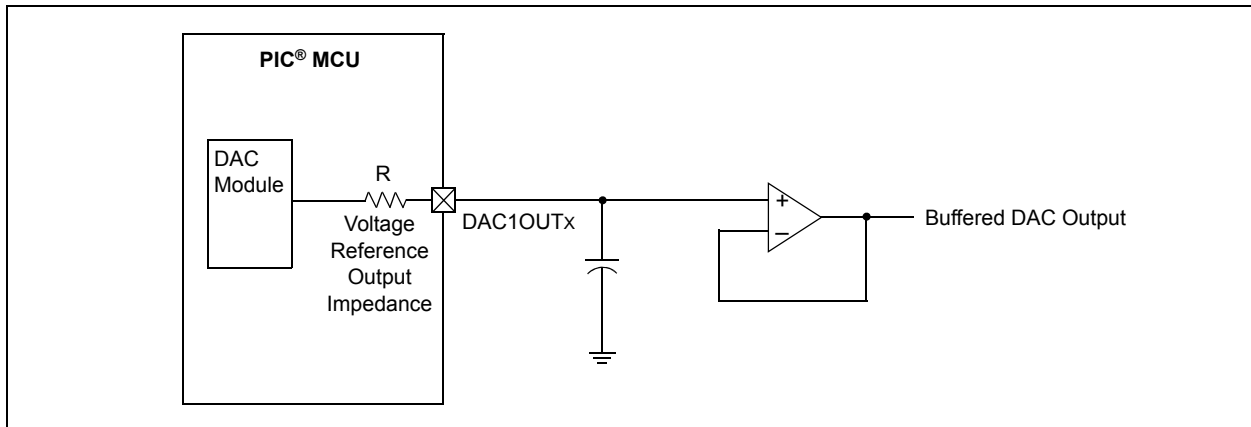 PIC® MCU
DAC
Module
R
Voltage
Reference
Output
Impedance
DAC1OUTX
+
–
Buffered DAC Output